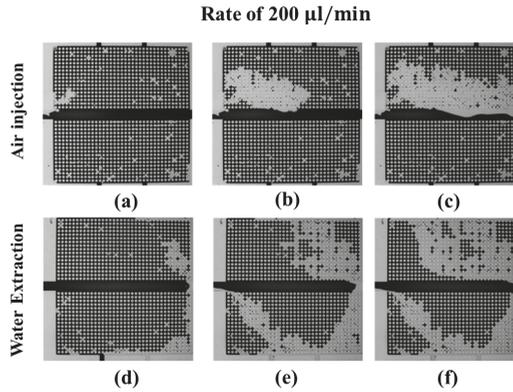 Rate of 200 µl/min
Air injection
(a)
(b)
(c)
Water Extraction
(d)
(e)
(f)